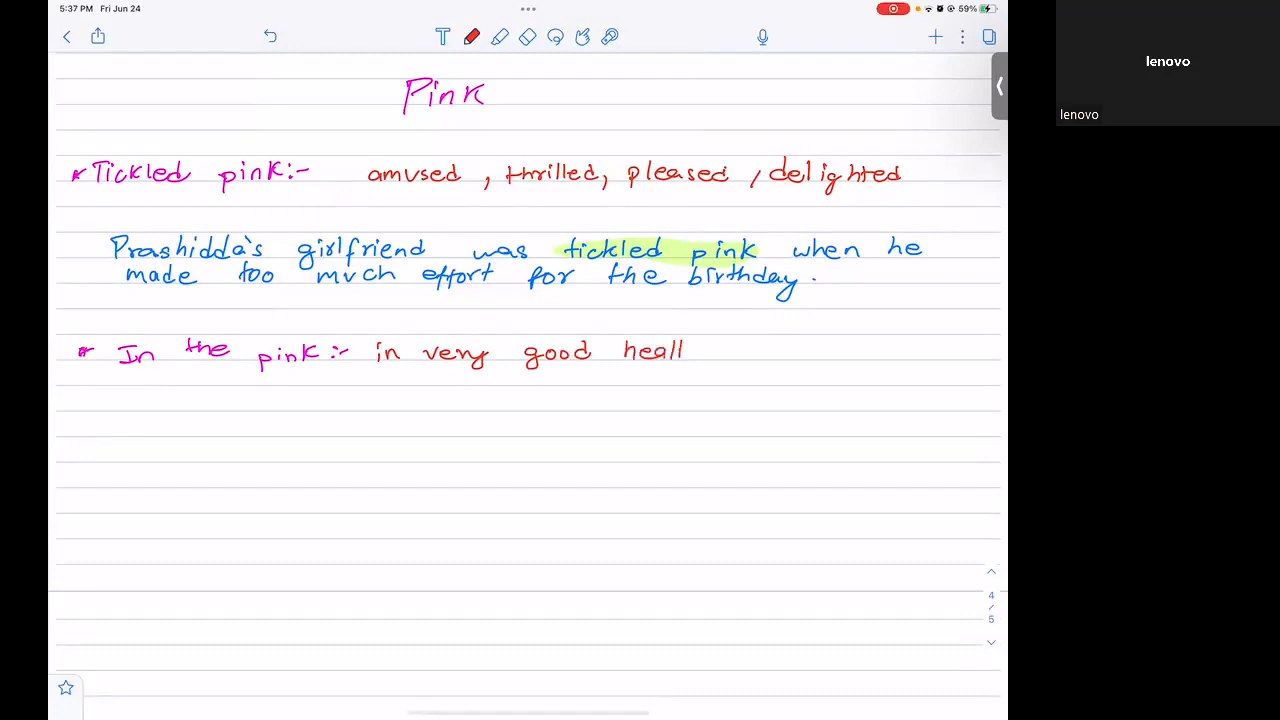 5:37 PM Fri Jun 24
59%
lenovo
lenovo
Pink
* Tickled pink:- amused, thrilled, pleased, delighted
Prashidda's girlfriend was tickled pink when he
made too much effort for the birthday.
* In the pink:- in very good heall
4
/
5